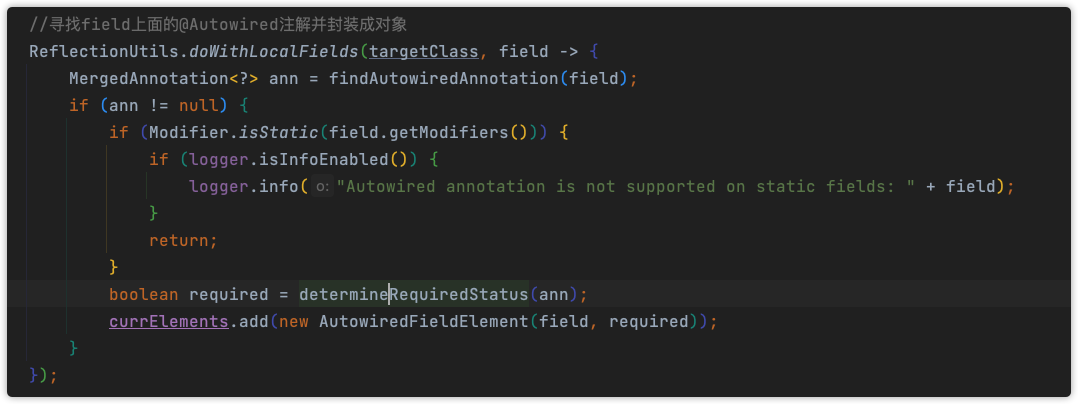 //寻找field上面的@Autowired注解并封装成对象
ReflectionUtils.doWithLocalFields(targetClass, field -> {
    MergedAnnotation<?> ann = findAutowiredAnnotation(field);
    if (ann != null) {
        if (Modifier.isStatic(field.getModifiers())) {
            if (logger.isInfoEnabled()) {
                logger.info( o: "Autowired annotation is not supported on static fields: " + field);
            }
            return;
        }
        boolean required = determineRequiredStatus(ann);
        currElements.add(new AutowiredFieldElement(field, required));
    }
});